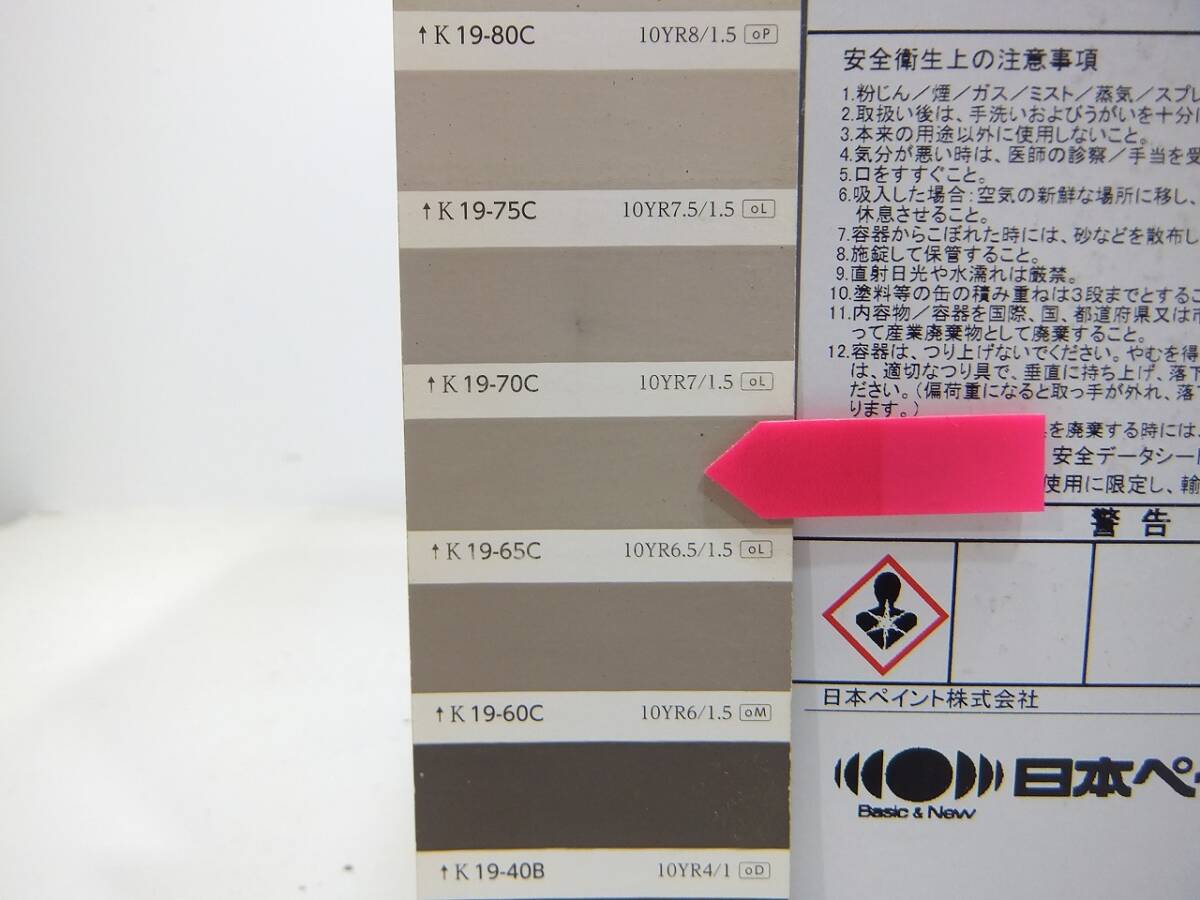 ↑K 19-80C 10YR8/1.5 oP
↑K 19-75C 10YR7.5/1.5 oL
↑K 19-70C 10YR7/1.5 oL
↑K 19-65C 10YR6.5/1.5 oL
↑K 19-60C 10YR6/1.5 oM
↑K 19-40B 10YR4/1 oD
安全衛生上の注意事項
1.粉じん／煙／ガス／ミスト／蒸気／スプレ
2.取扱い後は、手洗いおよびうがいを十分に
3.本来の用途以外に使用しないこと。
4.気分が悪い時は、医師の診察／手当を受
5.口をすすぐこと。
6.吸入した場合：空気の新鮮な場所に移し、
休息させること。
7.容器からこぼれた時には、砂などを散布し
8.施錠して保管すること。
9.直射日光や水濡れは厳禁。
10.塗料等の缶の積み重ねは3段までとするこ
11.内容物／容器を国際、国、都道府県又は市
って産業廃棄物として廃棄すること。
12.容器は、つり上げないでください。やむを得
は、適切なつり具で、垂直に持ち上げ、落下
ださい。（偏荷重になると取っ手が外れ、落
ります。）
を廃棄する時には、
安全データシー
使用に限定し、輸
警告
日本ペイント株式会社
日本ペ
Basic & New